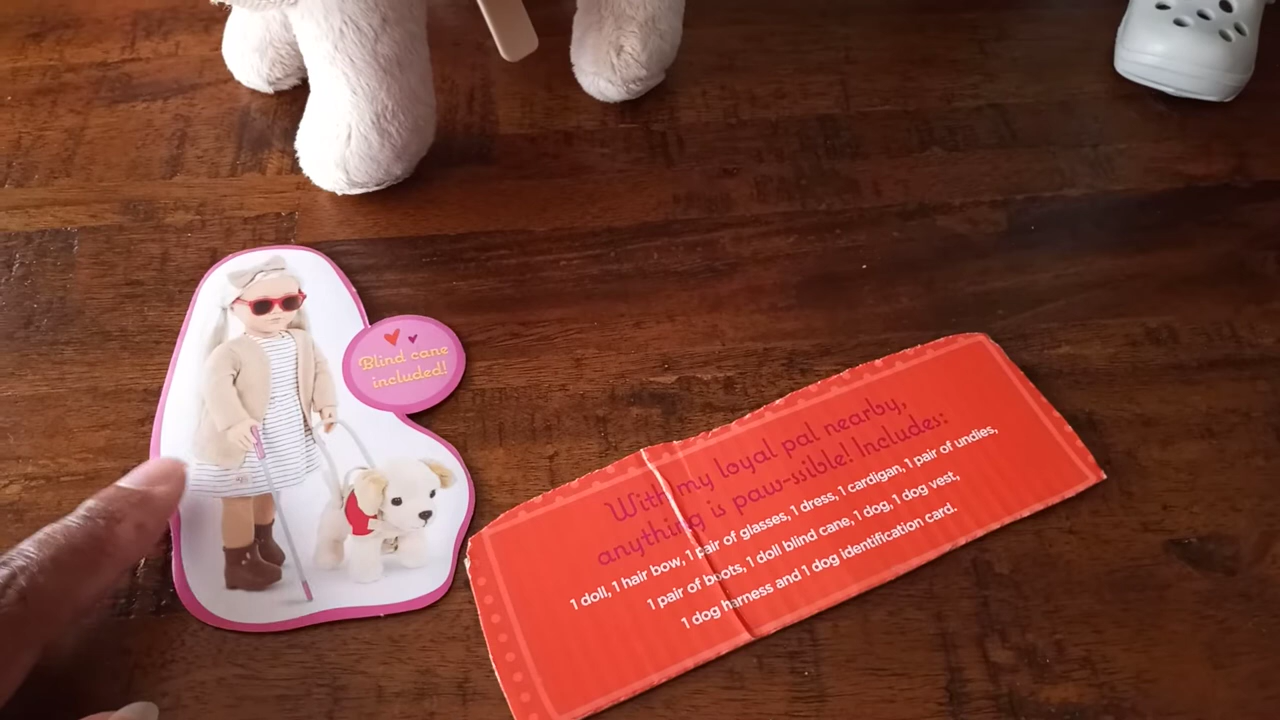 Blind cane
included!
With my loyal pal nearby,
anything is paw-ssible! Includes:
1 doll, 1 hair bow, 1 pair of glasses, 1 dress, 1 cardigan, 1 pair of undies,
1 pair of boots, 1 doll blind cane, 1 dog, 1 dog vest,
1 dog harness and 1 dog identification card.